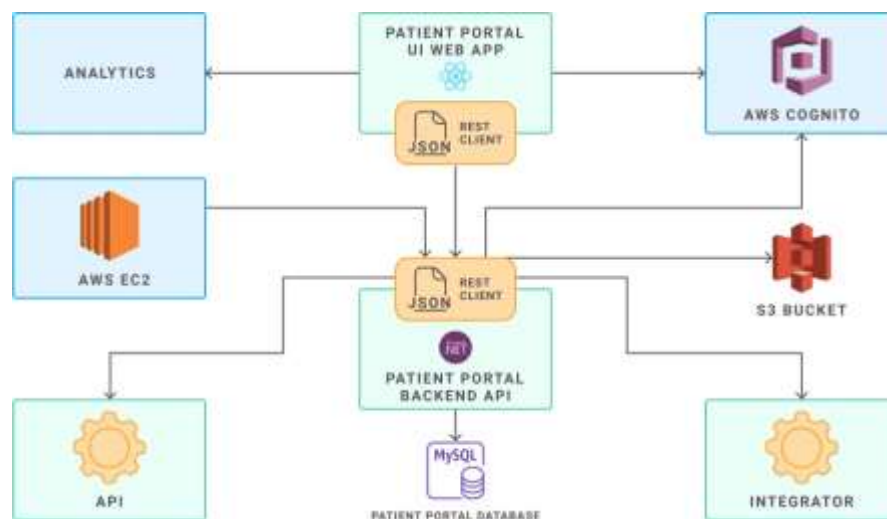 PATIENT PORTAL
UI WEB APP
ANALYTICS
AWS COGNITO
JSON
REST
CLIENT
AWS EC2
JSON
REST
CLIENT
S3 BUCKET
NET
PATIENT PORTAL
BACKEND API
API
MySQL
INTEGRATOR
PATIENT PORTAL DATABASE